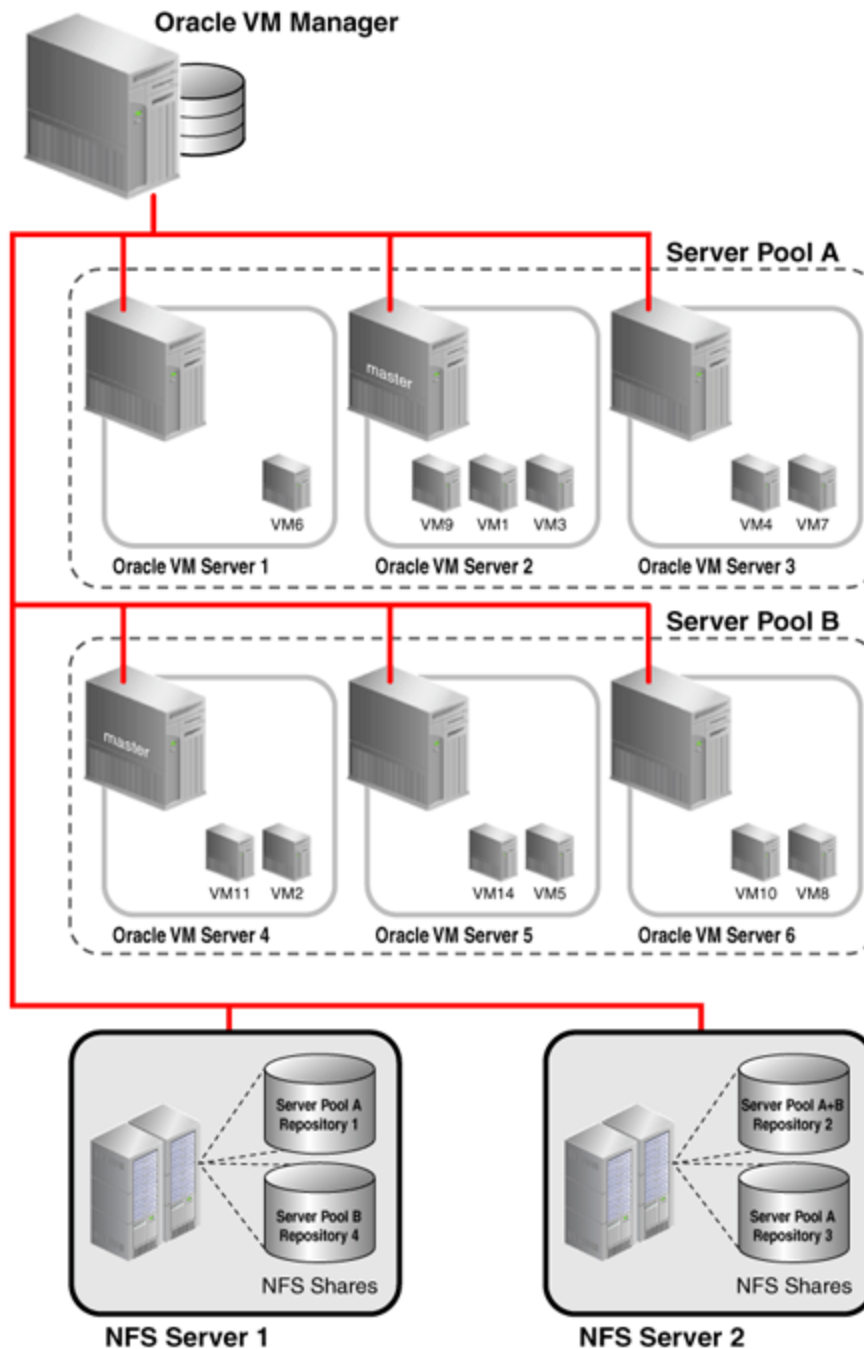 Oracle VM Manager
Server Pool A
master
VM6
VM9 VM1 VM3
VM4 VM7
Oracle VM Server 1
Oracle VM Server 2
Oracle VM Server 3
Server Pool B
master
VM11 VM2
VM14 VM5
VM10 VM8
Oracle VM Server 4
Oracle VM Server 5
Oracle VM Server 6
Server Pool A
Repository 1
Server Pool B
Repository 4
NFS Shares
NFS Server 1
Server Pool A+B
Repository 2
Server Pool A
Repository 3
NFS Shares
NFS Server 2